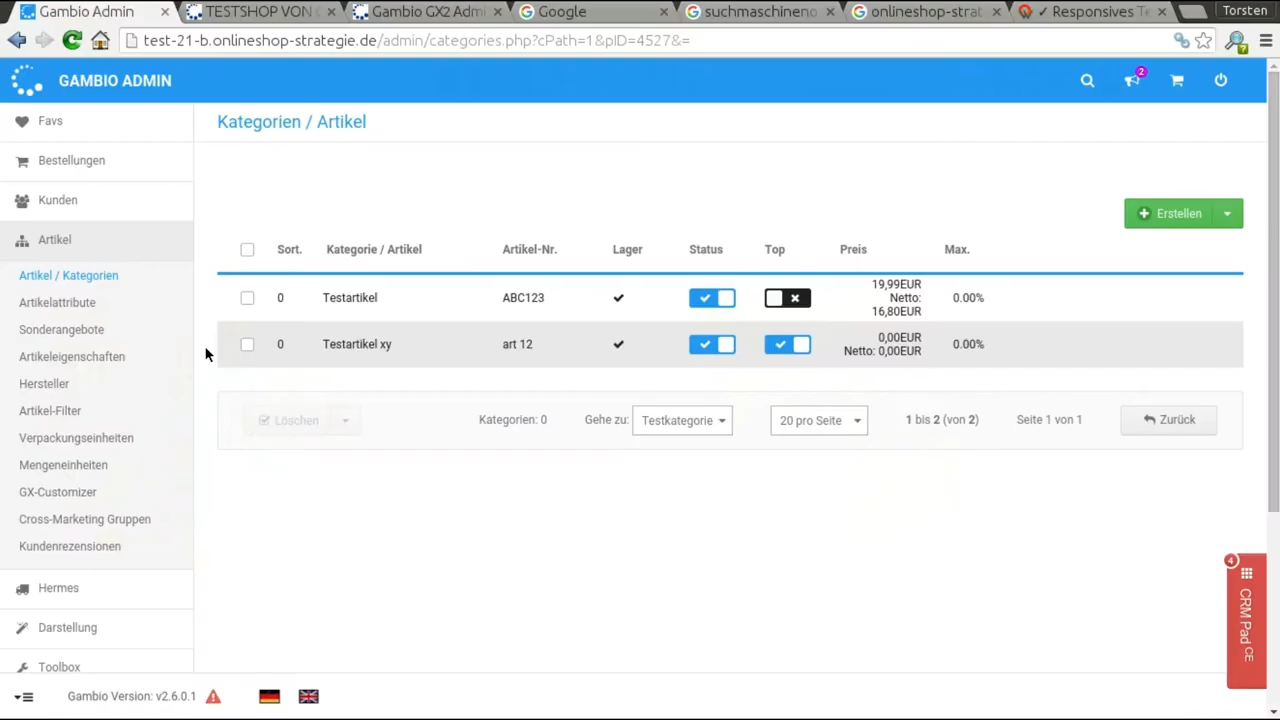 Gambio Admin
TESTSHOP VON
Gambio GX2 Admi
Google
suchmaschineno
onlineshop-strat
✓ Responsives Te
Torsten
test-21-b.onlineshop-strategie.de/admin/categories.php?cPath=1&pID=4527&=
GAMBIO ADMIN
2
Favs
Bestellungen
Kunden
Artikel
Artikel / Kategorien
Artikelattribute
Sonderangebote
Artikeleigenschaften
Hersteller
Artikel-Filter
Verpackungseinheiten
Mengeneinheiten
GX-Customizer
Cross-Marketing Gruppen
Kundenrezensionen
Hermes
Darstellung
Toolbox
Kategorien / Artikel
Erstellen
Sort. Kategorie / Artikel Artikel-Nr. Lager Status Top Preis Max.
0 Testartikel ABC123 19,99EUR 0.00%
Netto:
16,80EUR
0 Testartikel xy art 12 0,00EUR 0.00%
Netto: 0,00EUR
Löschen Kategorien: 0 Gehe zu: Testkategorie 20 pro Seite 1 bis 2 (von 2) Seite 1 von 1 Zurück
4
CRM Pad CE
Gambio Version: v2.6.0.1